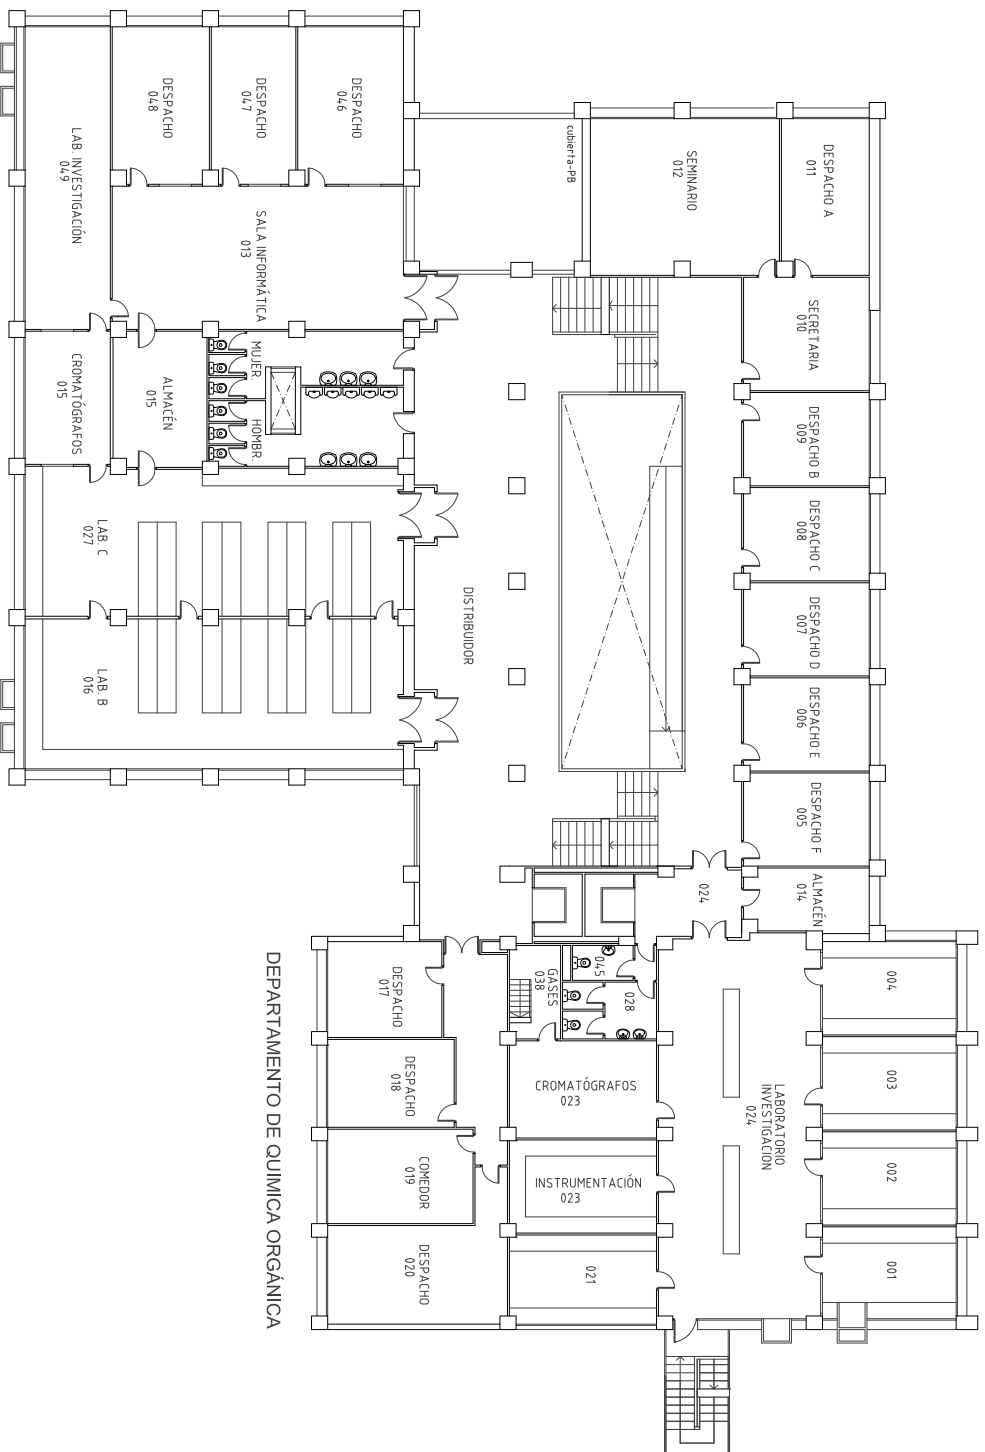 DESPACHO
048
DESPACHO
047
DESPACHO
046
LAB. INVESTIGACIÓN
049
SALA INFORMÁTICA
013
cubierta-PB
SEMINARIO
012
DESPACHO A
011
SECRETARIA
010
CROMATÓGRAFOS
015
ALMACÉN
015
MUJER.
HOMBR.
DESPACHO B
009
DESPACHO C
008
DESPACHO D
007
DESPACHO E
006
DESPACHO F
005
ALMACÉN
014
LAB. C
027
LAB. B
016
DISTRIBUIDOR
024
DESPACHO
017
DESPACHO
018
COMEDOR
019
DESPACHO
020
GASES
038
045
028
CROMATÓGRAFOS
023
INSTRUMENTACIÓN
023
021
LABORATORIO
INVESTIGACION
024
004
003
002
001
DEPARTAMENTO DE QUIMICA ORGÁNICA